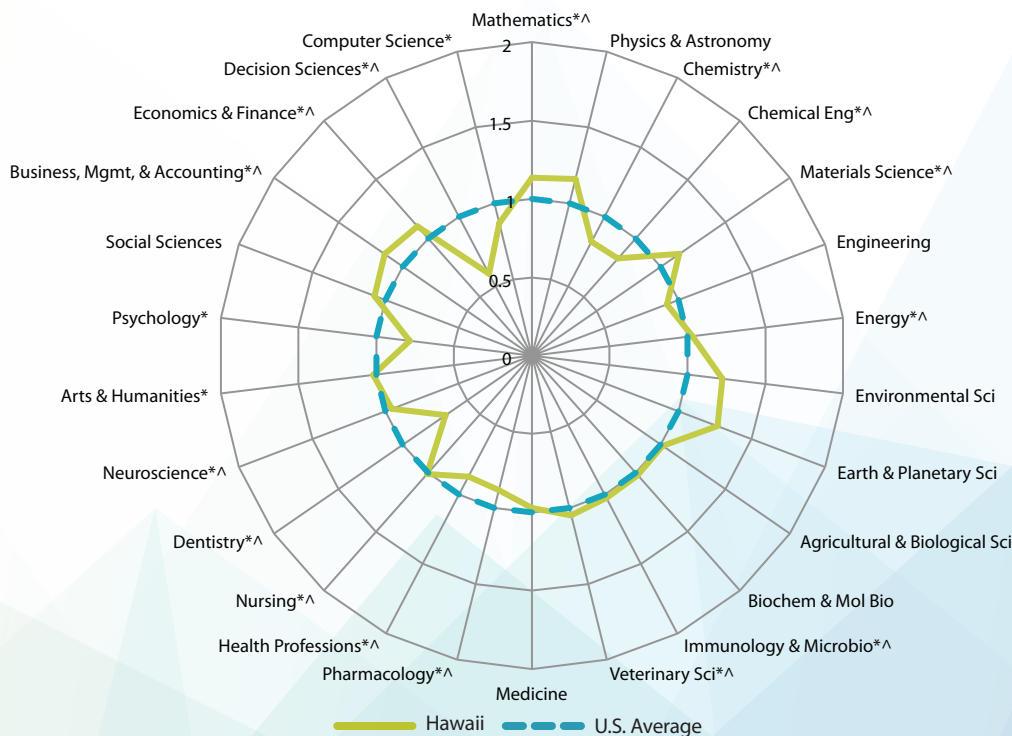 Mathematics*^
Computer Science*
Physics & Astronomy
Decision Sciences*^
Chemistry*^
Economics & Finance*^
Chemical Eng*^
Business, Mgmt, & Accounting*^
Materials Science*^
Social Sciences
Engineering
Psychology*
Energy*^
Arts & Humanities*
Environmental Sci
Neuroscience*^
Earth & Planetary Sci
Dentistry*^
Agricultural & Biological Sci
Nursing*^
Biochem & Mol Bio
Health Professions*^
Immunology & Microbio*^
Pharmacology*^
Veterinary Sci*^
Medicine
2
1.5
1
0.5
0
Hawaii
U.S. Average